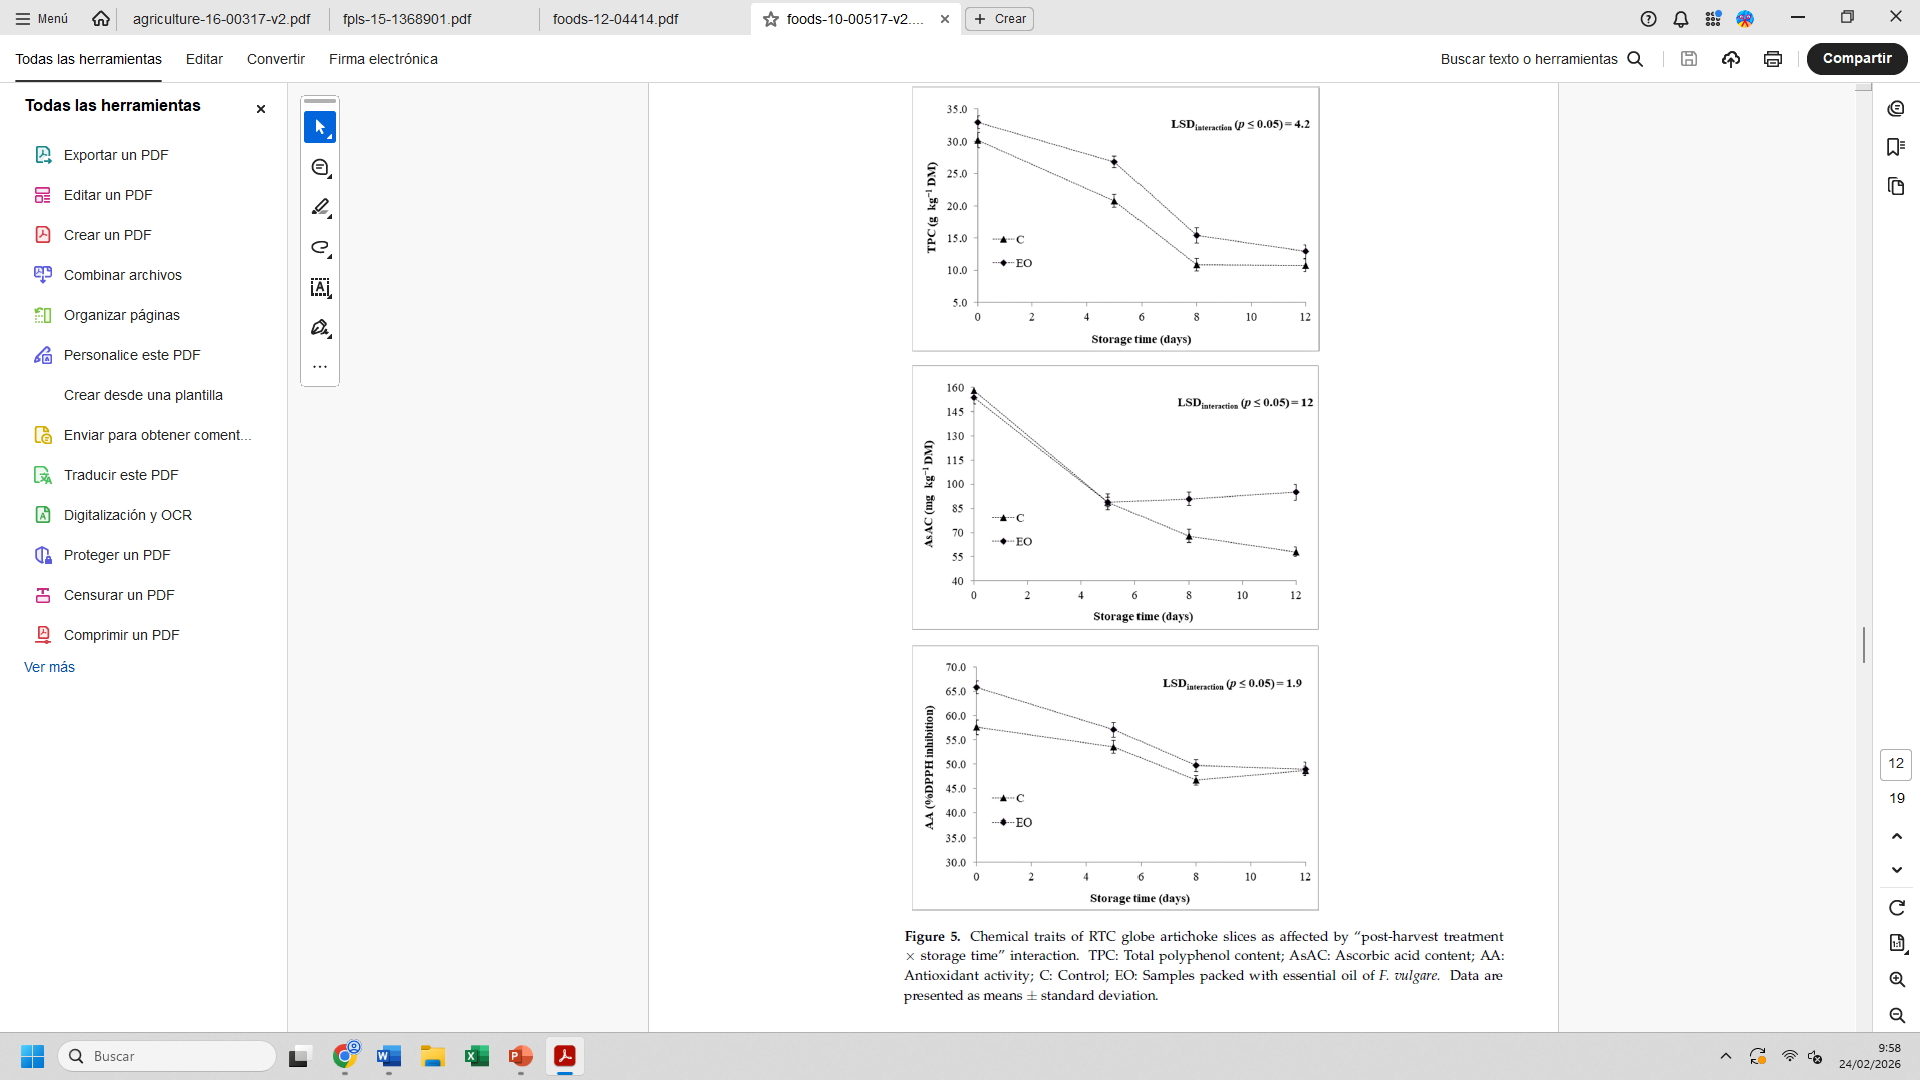 Menú
agriculture-16-00317-v2.pdf
fpls-15-1368901.pdf
foods-12-04414.pdf
foods-10-00517-v2....
Crear
Todas las herramientas
Editar
Convertir
Firma electrónica
Buscar texto o herramientas
Compartir
Todas las herramientas
Exportar un PDF
Editar un PDF
Crear un PDF
Combinar archivos
Organizar páginas
Personalice este PDF
Crear desde una plantilla
Enviar para obtener coment...
Traducir este PDF
Digitalización y OCR
Proteger un PDF
Censurar un PDF
Comprimir un PDF
Ver más
TPC (g kg⁻¹ DM)
35.0
30.0
25.0
20.0
15.0
10.0
5.0
LSDinteraction (p ≤ 0.05) = 4.2
C
EO
0 2 4 6 8 10 12
Storage time (days)
AsAC (mg kg⁻¹ DM)
160
145
130
115
100
85
70
55
40
LSDinteraction (p ≤ 0.05) = 12
C
EO
0 2 4 6 8 10 12
Storage time (days)
AA (%DPPH inhibition)
70.0
65.0
60.0
55.0
50.0
45.0
40.0
35.0
30.0
LSDinteraction (p ≤ 0.05) = 1.9
C
EO
0 2 4 6 8 10 12
Storage time (days)
Figure 5. Chemical traits of RTC globe artichoke slices as affected by “post-harvest treatment
× storage time” interaction. TPC: Total polyphenol content; AsAC: Ascorbic acid content; AA:
Antioxidant activity; C: Control; EO: Samples packed with essential oil of F. vulgare. Data are
presented as means ± standard deviation.
12
19
1:1
Buscar
9:58
24/02/2026